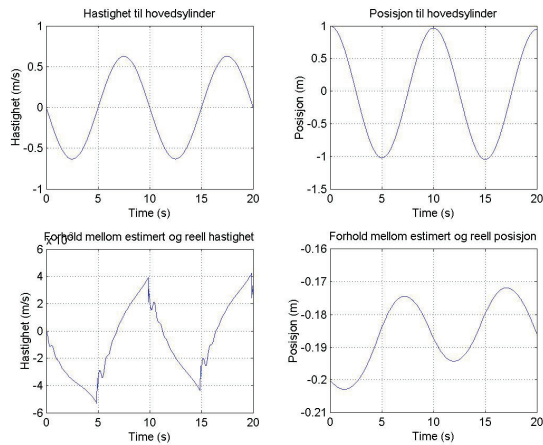 Hastighet til hovedsylinder
Hastighet (m/s)
1
0.5
0
-0.5
-1
0 5 10 15 20
Time (s)
Posisjon til hovedsylinder
Posisjon (m)
1
0.5
0
-0.5
-1
-1.5
0 5 10 15 20
Time (s)
Forhold mellom estimert og reell hastighet
Hastighet (m/s)
6
4
2
0
-2
-4
-6
0 5 10 15 20
Time (s)
Forhold mellom estimert og reell posisjon
Posisjon (m)
-0.16
-0.17
-0.18
-0.19
-0.2
-0.21
0 5 10 15 20
Time (s)